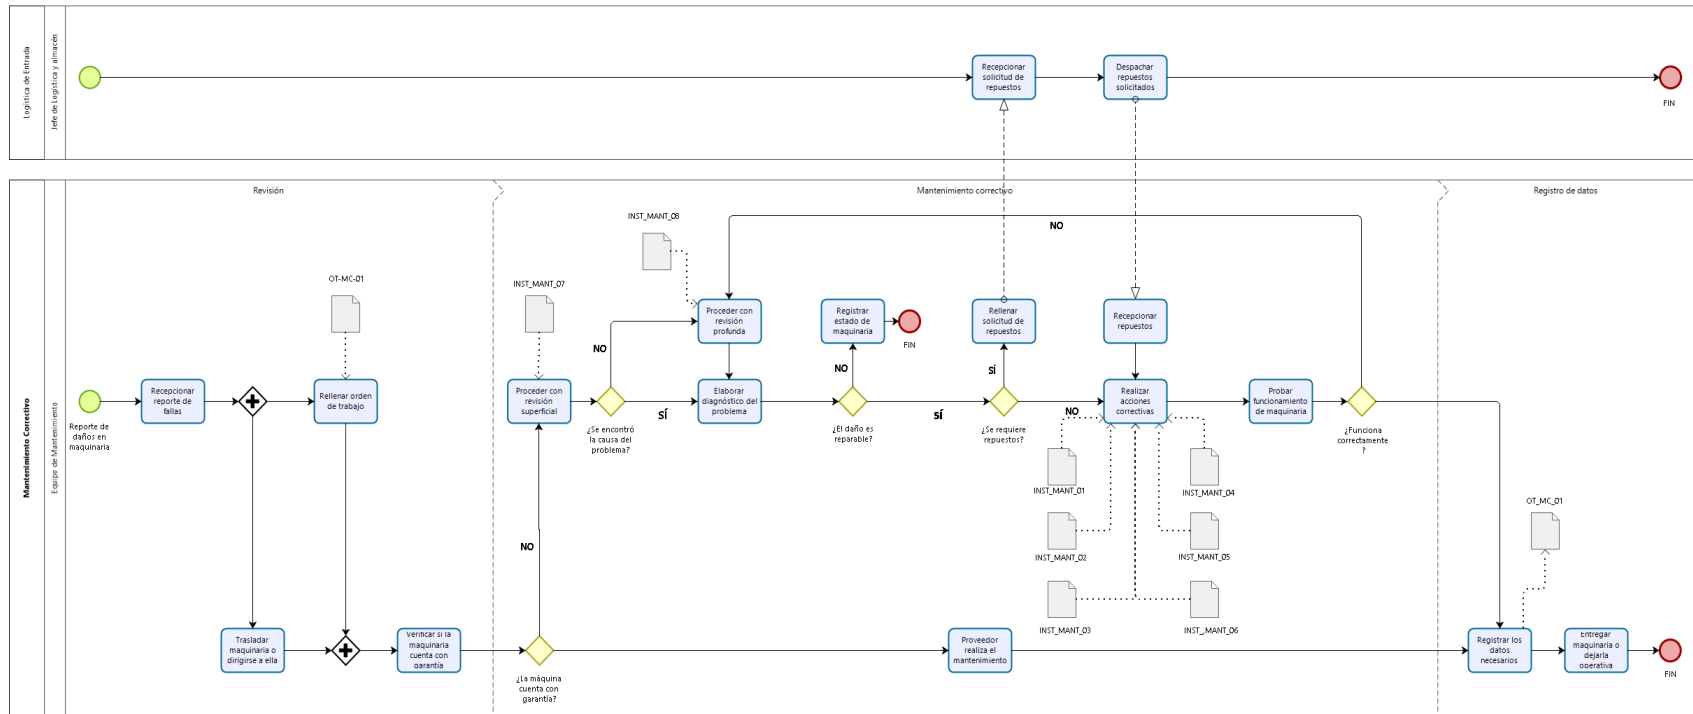 Logística de Entrada
Jefe de Logística y almacén
Recepcionar
solicitud de
repuestos
Despachar
repuestos
solicitados
FIN
Mantenimiento Correctivo
Equipo de Mantenimiento
Revisión
Mantenimiento correctivo
Registro de datos
Reporte de
daños en
maquinaria
Recepcionar
reporte de
fallas
OT-MC-01
Rellenar orden
de trabajo
Trasladar
maquinaria o
dirigirse a ella
Verificar si la
maquinaria
cuenta con
garantía
¿La máquina
cuenta con
garantía?
NO
INST_MANT_07
Proceder con
revisión
superficial
¿Se encontró
la causa del
problema?
NO
SÍ
INST_MANT_08
Proceder con
revisión
profunda
Elaborar
diagnóstico del
problema
¿El daño es
reparable?
NO
Registrar
estado de
maquinaria
FIN
sí
¿Se requiere
repuestos?
sí
Rellenar
solicitud de
repuestos
NO
Recepcionar
repuestos
Realizar
acciones
correctivas
INST_MANT_01
INST_MANT_02
INST_MANT_03
INST_MANT_04
INST_MANT_05
INST_.MANT_06
Probar
funcionamiento
de maquinaria
¿Funciona
correctamente
?
NO
Proveedor
realiza el
mantenimiento
OT_MC_01
Registrar los
datos
necesarios
Entregar
maquinaria o
dejarla
operativa
FIN